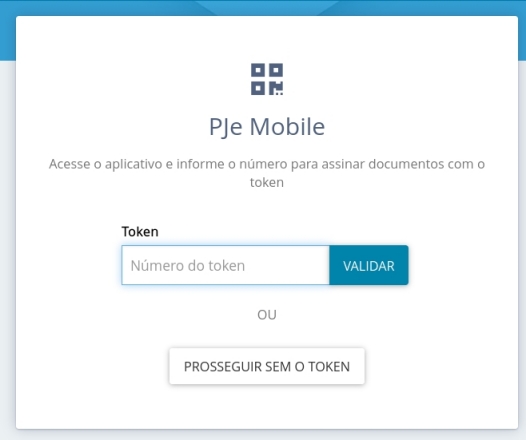 PJe Mobile
Acesse o aplicativo e informe o número para assinar documentos com o
token
Token
Número do token
VALIDAR
OU
PROSSEGUIR SEM O TOKEN